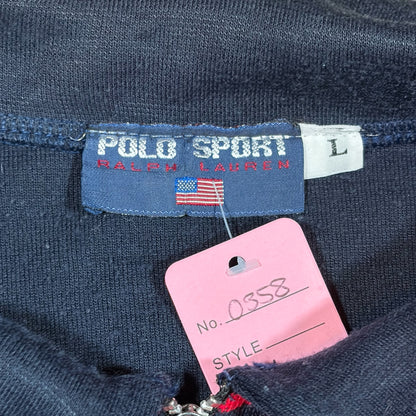 POLO SPORT
RALPH LAUREN
L
No. 0358
STYLE